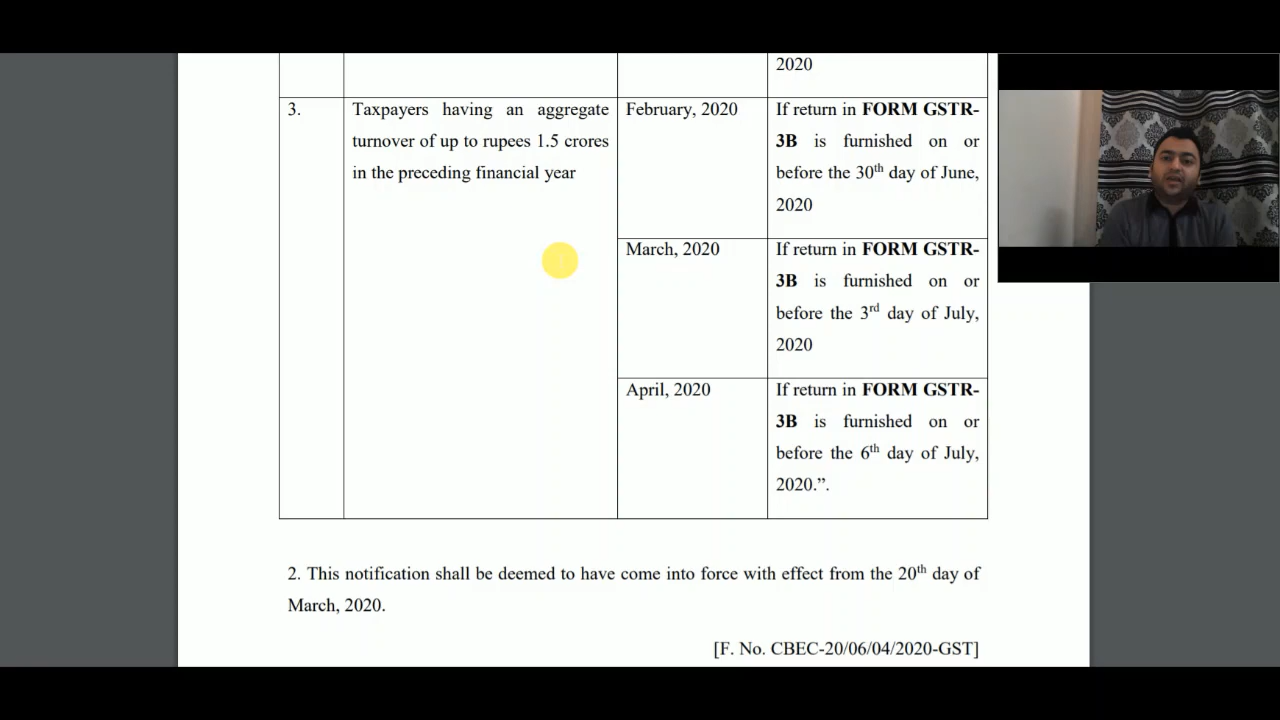 2020
3.
Taxpayers having an aggregate
turnover of up to rupees 1.5 crores
in the preceding financial year
February, 2020
If return in FORM GSTR-
3B is furnished on or
before the 30th day of June,
2020
March, 2020
If return in FORM GSTR-
3B is furnished on or
before the 3rd day of July,
2020
April, 2020
If return in FORM GSTR-
3B is furnished on or
before the 6th day of July,
2020.”.
2. This notification shall be deemed to have come into force with effect from the 20th day of
March, 2020.
[F. No. CBEC-20/06/04/2020-GST]